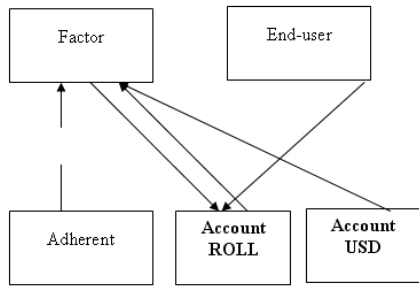 Factor
End-user
Adherent
Account
ROLL
Account
USD